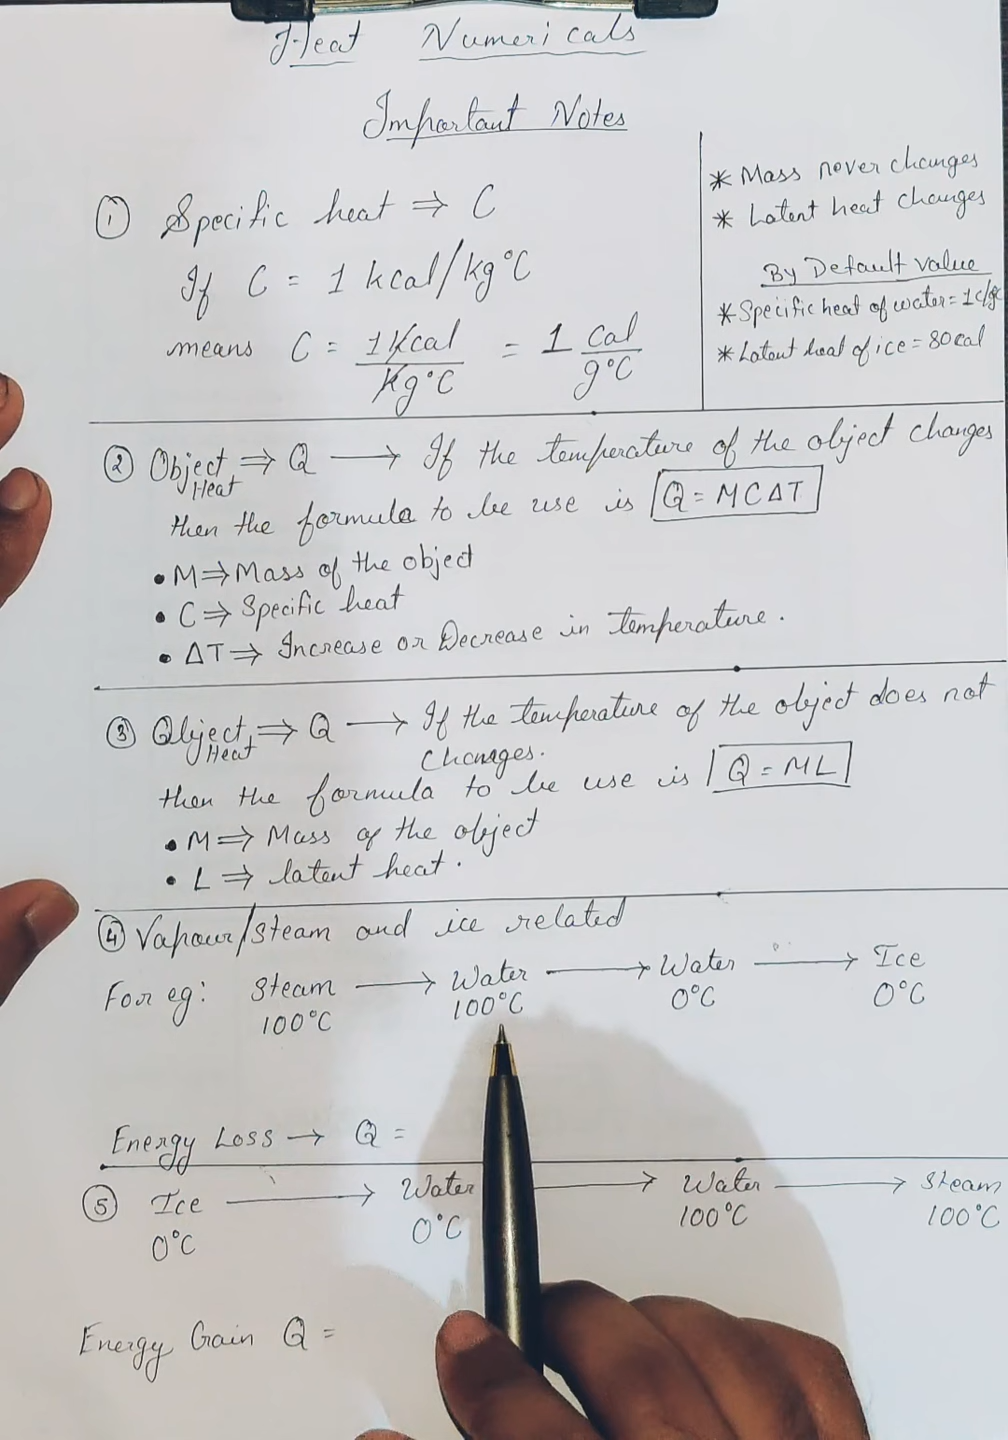 Heat Numericals
Important Notes
① Specific heat ⇒ C
If C = 1 kcal/kg°C
means C = 1Kcal/Kg°C = 1 Cal/g°C
* Mass never changes
* Latent heat changes
By Default value
* Specific heat of water = 1c/g°c
* Latent heat of ice = 80cal
② Object Heat ⇒ Q → If the temperature of the object changes
then the formula to be use is Q = MCΔT
• M ⇒ Mass of the object
• C ⇒ Specific heat
• ΔT ⇒ Increase or Decrease in temperature.
③ Object Heat ⇒ Q → If the temperature of the object does not
Changes.
then the formula to be use is Q = ML
• M ⇒ Mass of the object
• L ⇒ latent heat.
④ Vapour/steam and ice related
For eg: Steam → Water → Water → Ice
100°C 100°C 0°C 0°C
Energy Loss → Q =
⑤ Ice → Water → Water → Steam
0°C 0°C 100°C 100°C
Energy Gain Q =